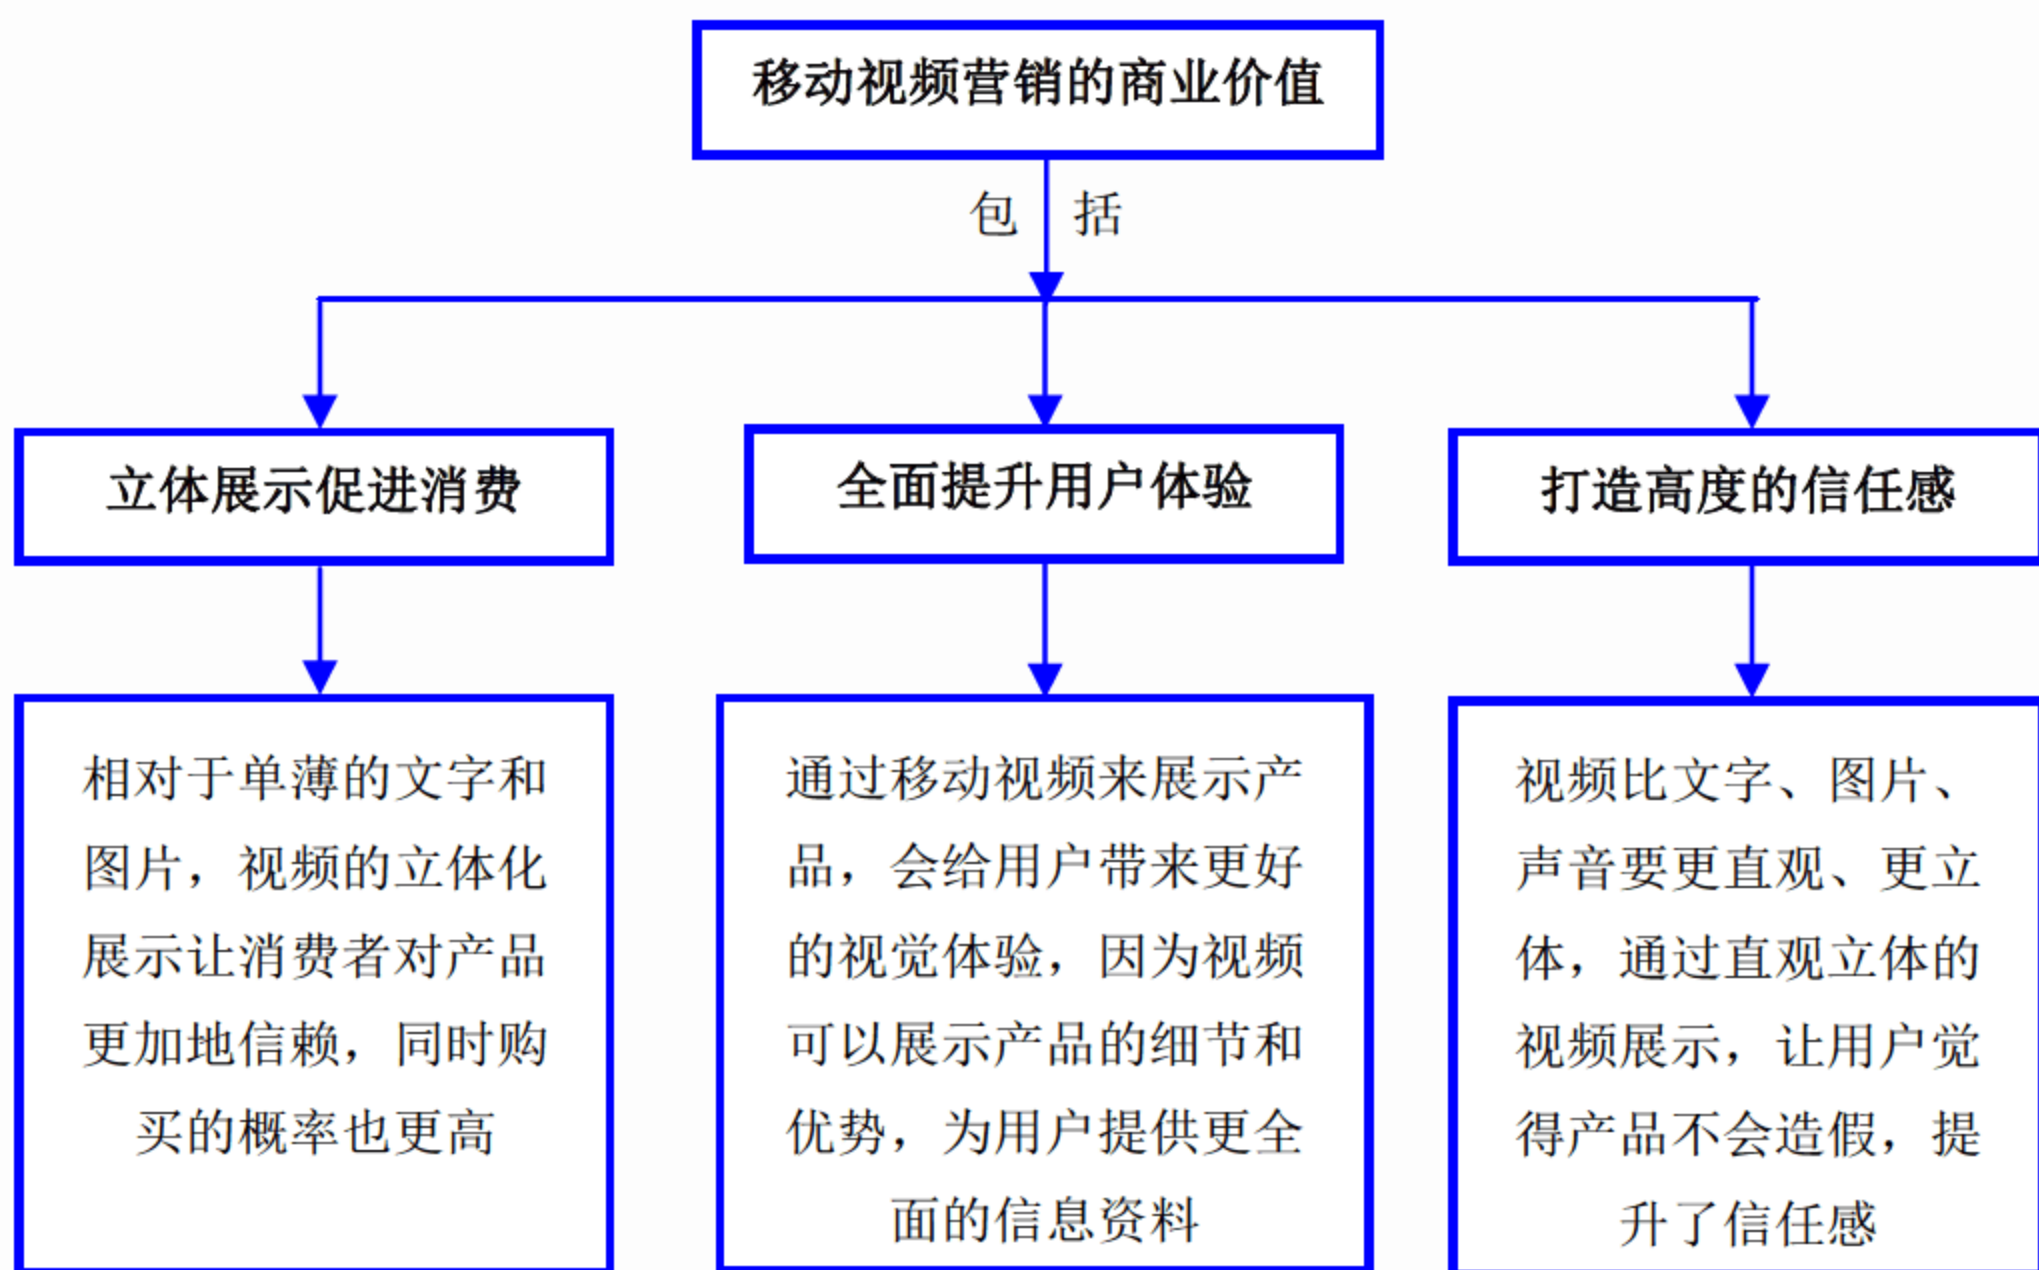 移动视频营销的商业价值
包括
立体展示促进消费
全面提升用户体验
打造高度的信任感
相对于单薄的文字和
图片，视频的立体化
展示让消费者对产品
更加地信赖，同时购
买的概率也更高
通过移动视频来展示产
品，会给用户带来更好
的视觉体验，因为视频
可以展示产品的细节和
优势，为用户提供更全
面的信息资料
视频比文字、图片、
声音要更直观、更立
体，通过直观立体的
视频展示，让用户觉
得产品不会造假，提
升了信任感